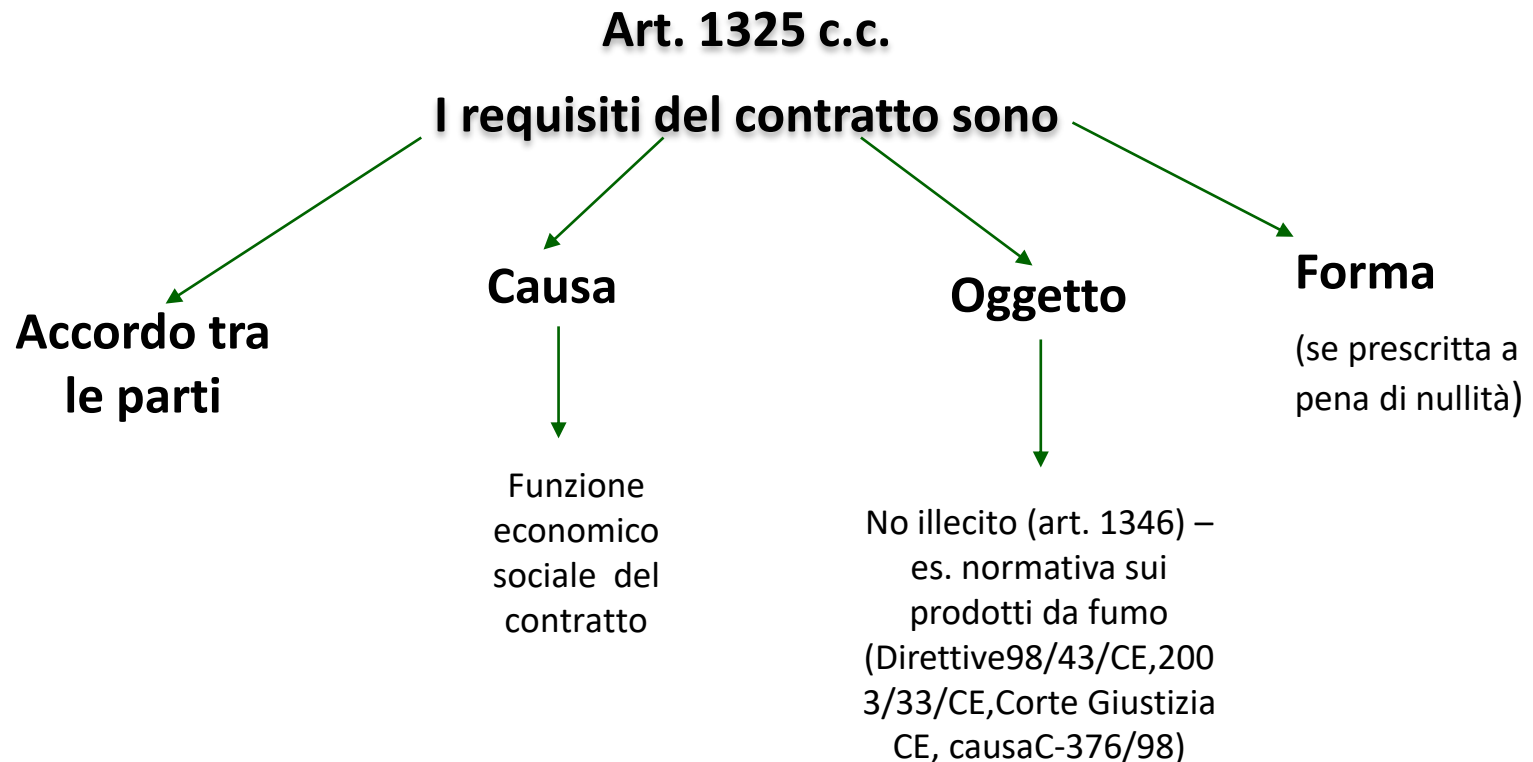 Art. 1325 c.c.
I requisiti del contratto sono
Accordo tra
le parti
Causa
Funzione
economico
sociale del
contratto
Oggetto
No illecito (art. 1346) –
es. normativa sui
prodotti da fumo
(Direttive98/43/CE,200
3/33/CE,Corte Giustizia
CE, causaC-376/98)
Forma
(se prescritta a
pena di nullità)